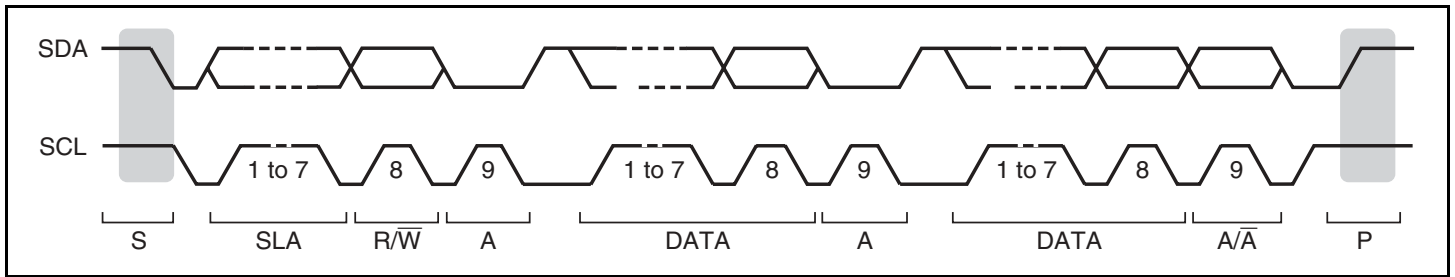 SDA
SCL
1 to 7 8 9 1 to 7 8 9 1 to 7 8 9
S SLA R/W̅ A DATA A DATA A/A̅ P